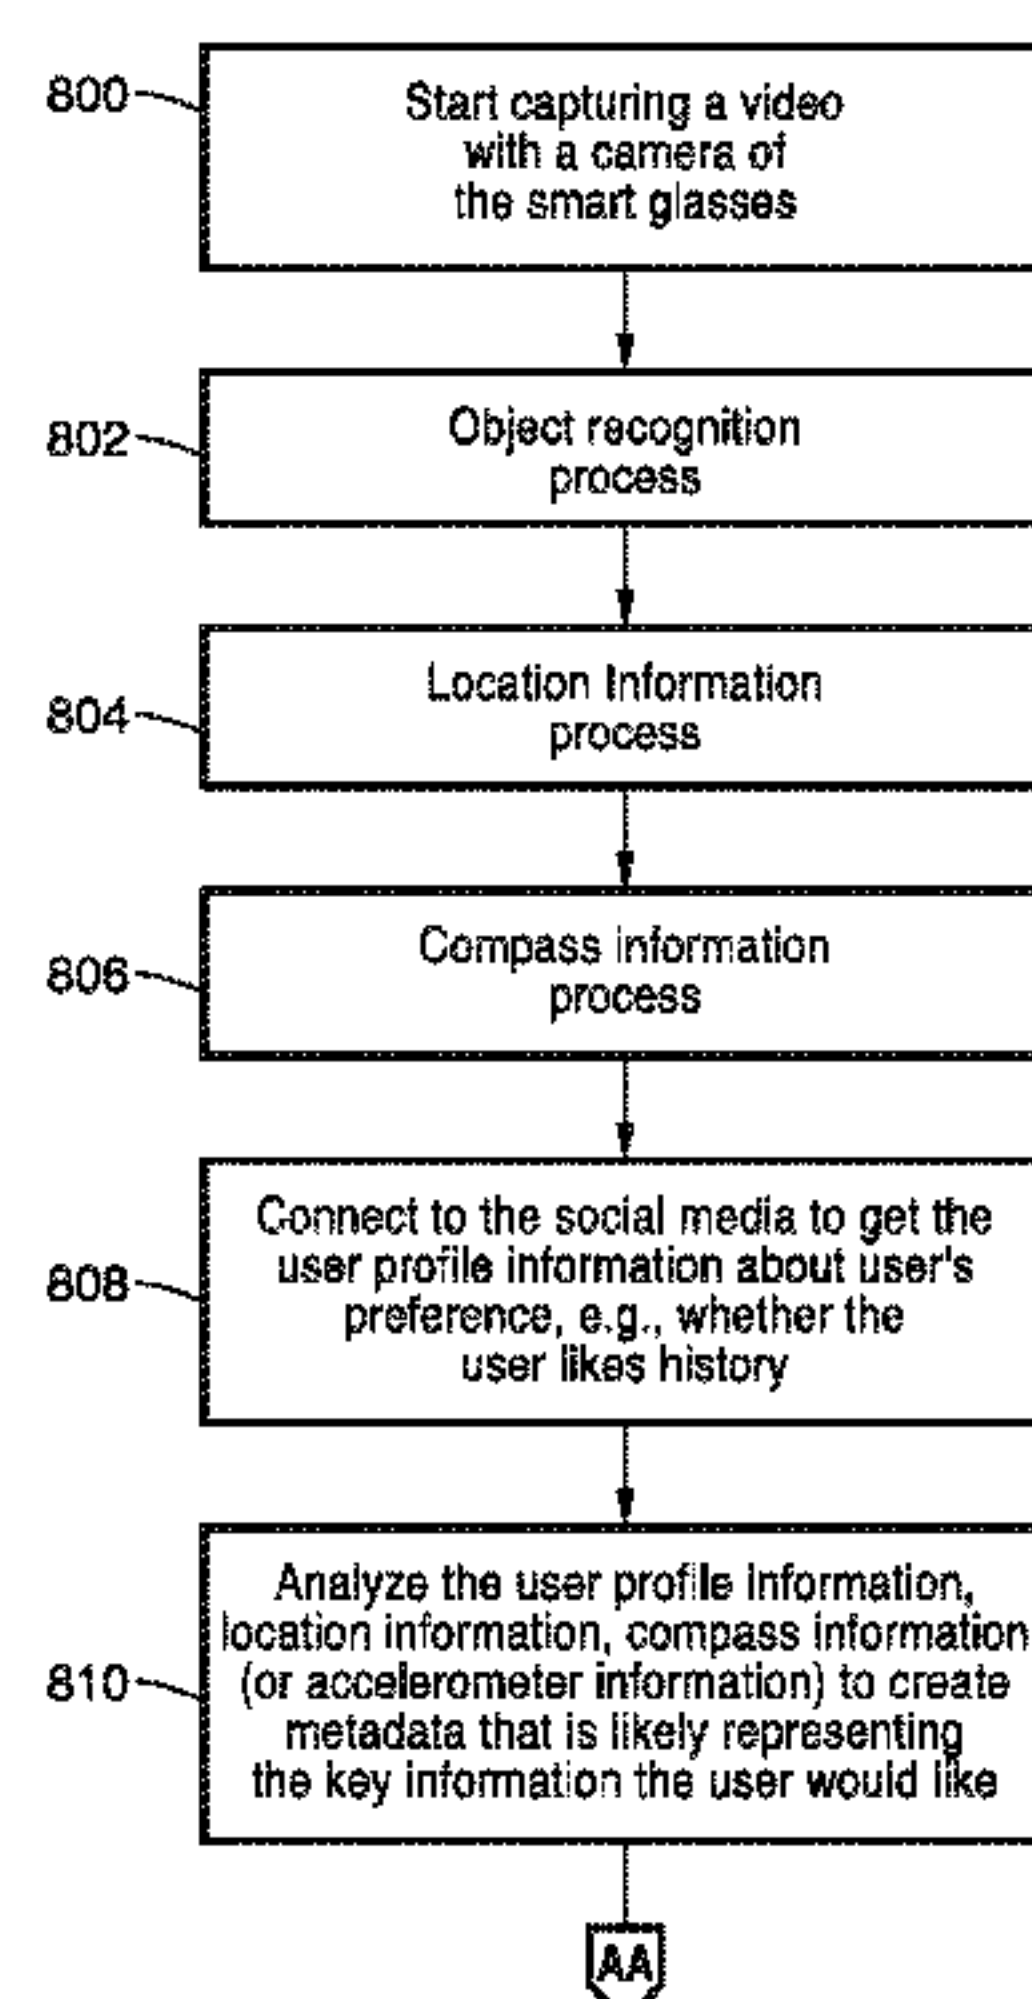 800
Start capturing a video
with a camera of
the smart glasses
802
Object recognition
process
804
Location Information
process
806
Compass information
process
808
Connect to the social media to get the
user profile information about user's
preference, e.g., whether the
user likes history
810
Analyze the user profile information,
location information, compass information
(or accelerometer information) to create
metadata that is likely representing
the key information the user would like
AA